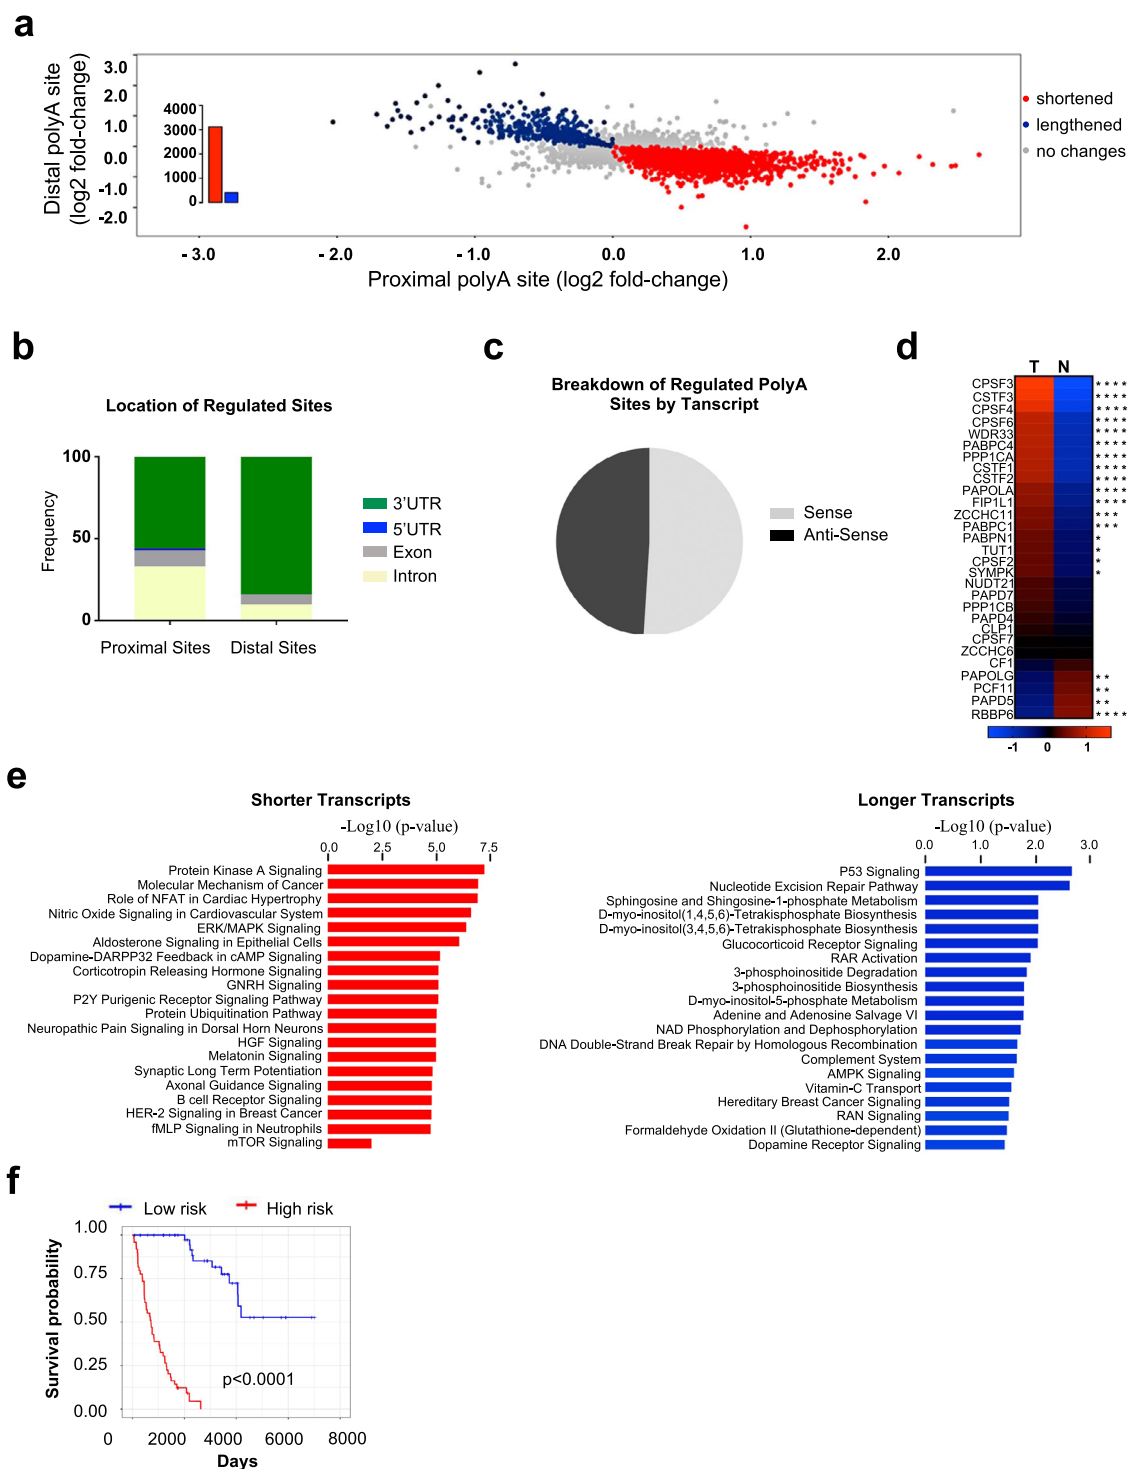 a
Distal polyA site
(log2 fold-change)
3.0
2.0
1.0
0.0
-1.0
-2.0
4000
3000
2000
1000
0
shortened
lengthened
no changes
- 3.0
- 2.0
- 1.0
0.0
1.0
2.0
Proximal polyA site (log2 fold-change)
b
Location of Regulated Sites
Frequency
100
50
0
Proximal Sites
Distal Sites
3'UTR
5'UTR
Exon
Intron
c
Breakdown of Regulated PolyA
Sites by Tanscript
Sense
Anti-Sense
d
T N
CPSF3 ****
CSTF3 ****
CPSF4 ****
CPSF6 ****
WDR33 ****
PABPC4 ****
PPP1CA ****
CSTF1 ****
CSTF2 ****
PAPOLA ****
FIP1L1 ****
ZCCHC11 ***
PABPC1 ***
PABPN1 *
TUT1 *
CPSF2 *
SYMPK *
NUDT21
PAPD7
PPP1CB
PAPD4
CLP1
CPSF7
ZCCHC6
CF1
PAPOLG **
PCF11 **
PAPD5 **
RBBP6 ****
-1 0 1
e
Shorter Transcripts
-Log10 (p-value)
0.0 2.5 5.0 7.5
Protein Kinase A Signaling
Molecular Mechanism of Cancer
Role of NFAT in Cardiac Hypertrophy
Nitric Oxide Signaling in Cardiovascular System
ERK/MAPK Signaling
Aldosterone Signaling in Epithelial Cells
Dopamine-DARPP32 Feedback in cAMP Signaling
Corticotropin Releasing Hormone Signaling
GNRH Signaling
P2Y Purigenic Receptor Signaling Pathway
Protein Ubiquitination Pathway
Neuropathic Pain Signaling in Dorsal Horn Neurons
HGF Signaling
Melatonin Signaling
Synaptic Long Term Potentiation
Axonal Guidance Signaling
B cell Receptor Signaling
HER-2 Signaling in Breast Cancer
fMLP Signaling in Neutrophils
mTOR Signaling
Longer Transcripts
-Log10 (p-value)
0.0 1.0 2.0 3.0
P53 Signaling
Nucleotide Excision Repair Pathway
Sphingosine and Shingosine-1-phosphate Metabolism
D-myo-inositol(1,4,5,6)-Tetrakisphosphate Biosynthesis
D-myo-inositol(3,4,5,6)-Tetrakisphosphate Biosynthesis
Glucocorticoid Receptor Signaling
RAR Activation
3-phosphoinositide Degradation
3-phosphoinositide Biosynthesis
D-myo-inositol-5-phosphate Metabolism
Adenine and Adenosine Salvage VI
NAD Phosphorylation and Dephosphorylation
DNA Double-Strand Break Repair by Homologous Recombination
Complement System
AMPK Signaling
Vitamin-C Transport
Hereditary Breast Cancer Signaling
RAN Signaling
Formaldehyde Oxidation II (Glutathione-dependent)
Dopamine Receptor Signaling
f
Low risk
High risk
Survival probability
1.00
0.75
0.50
0.25
0.00
p<0.0001
0 2000 4000 6000 8000
Days